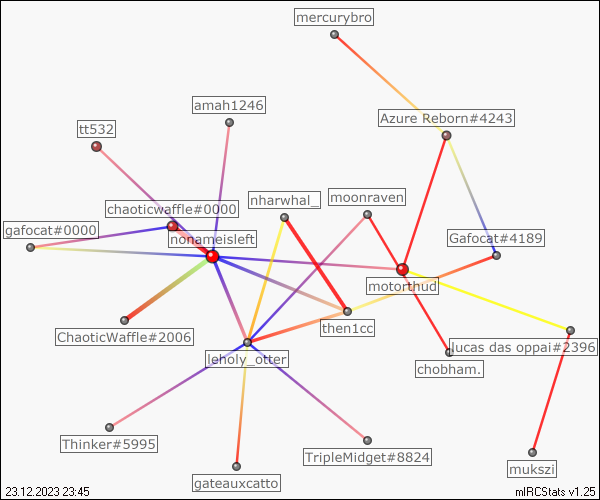 mercurybro
amah1246
Azure Reborn#4243
tt532
nharwhal_
moonraven
chaoticwaffle#0000
gafocat#0000
nonameisleft
Gafocat#4189
motorthud
then1cc
ChaoticWaffle#2006
lucas das oppai#2396
leholy_otter
chobham.
Thinker#5995
TripleMidget#8824
mukszi
gateauxcatto
23.12.2023 23:45
mIRCStats v1.25